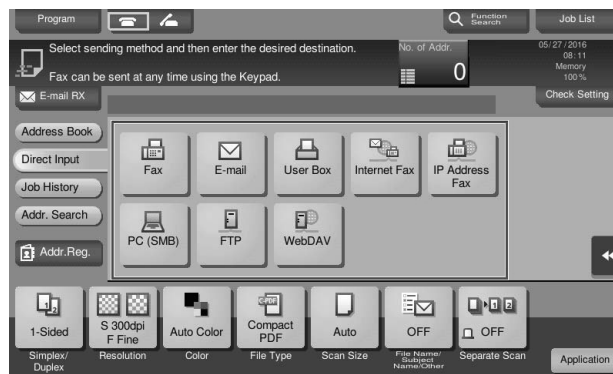 Program
Function
Search
Job List
Select sending method and then enter the desired destination.
Fax can be sent at any time using the Keypad.
No. of Addr.
0
05/27/2016
08:11
Memory
100%
E-mail RX
Check Setting
Address Book
Direct Input
Job History
Addr. Search
Addr.Reg.
Fax
E-mail
User Box
Internet Fax
IP Address
Fax
PC (SMB)
FTP
WebDAV
1-Sided
S 300dpi
F Fine
Auto Color
Compact
PDF
Auto
OFF
OFF
Simplex/
Duplex
Resolution
Color
File Type
Scan Size
File Name/
Subject
Name/Other
Separate Scan
Application